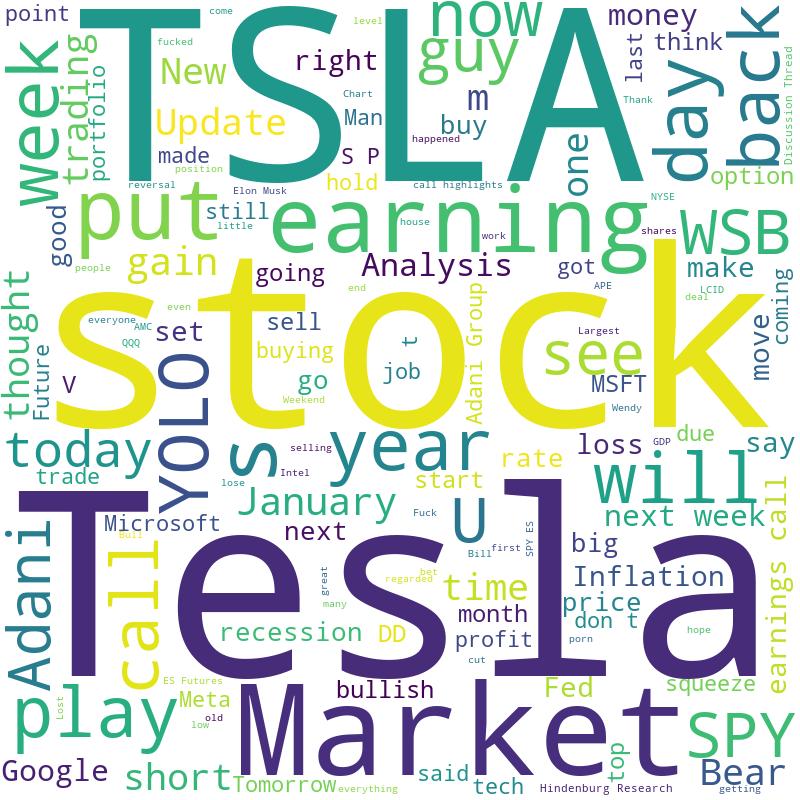 point
come
level
now
money
back
TSLA
fucked
guy
week
trading
portfolio
New
right
Chart
last
think
day
Discussion Thread
Update
Man
m
buy
Thank
made
position
S P
happened
one
hold
option
reversal
Elon Musk
call highlights
NYSE
good
put
still
little
earning
house
work
shares
WSB
people
gain
going
Analysis
got
make
coming
end
APE
LCID
deal
thought
stock
everyone
AMC
QQQ
even
set
sell
buying
t
Adani Group
Largest
see
move
Future
V
YOLO
go
job
MSFT
Weekend
Wendy
today
s
selling
year
loss
GDP
due
say
trade
Intel
lose
start
rate
will
Microsoft
January
next
Fuck
U
SPY ES
next week
earnings call
Bull
Bill
first
big
Adani
call
Tesla
great
many
bet
regarded
time
Inflation
price
don t
month
recession
DD
profit
porn
hope
cut
ES Futures
bullish
Fed
squeeze
play
Lost
Meta
old
low
Market
SPY
top
Google
short
Tomorrow
everything
said
tech
Hindenburg Research
Bear
getting